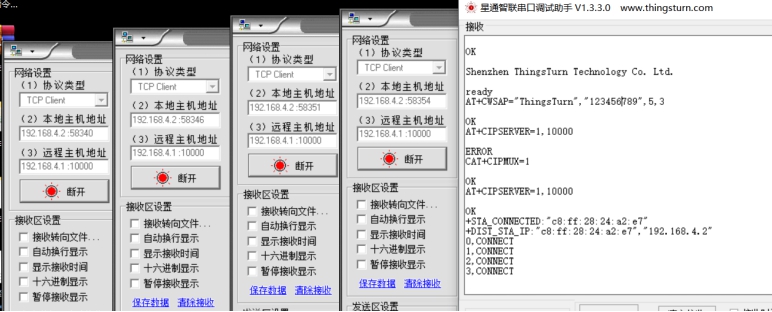 网络设置
(1) 协议类型
TCP Client
(2) 本地主机地址
192.168.4.2 :58340
(3) 远程主机地址
192.168.4.1 :10000
断开
接收区设置
接收转向文件...
自动换行显示
显示接收时间
十六进制显示
暂停接收显示
网络设置
(1) 协议类型
TCP Client
(2) 本地主机地址
192.168.4.2 :58346
(3) 远程主机地址
192.168.4.1 :10000
断开
接收区设置
接收转向文件...
自动换行显示
显示接收时间
十六进制显示
暂停接收显示
保存数据 清除接收
网络设置
(1) 协议类型
TCP Client
(2) 本地主机地址
192.168.4.2 :58351
(3) 远程主机地址
192.168.4.1 :10000
断开
接收区设置
接收转向文件...
自动换行显示
显示接收时间
十六进制显示
暂停接收显示
保存数据 清除接收
网络设置
(1) 协议类型
TCP Client
(2) 本地主机地址
192.168.4.2 :58354
(3) 远程主机地址
192.168.4.1 :10000
断开
接收区设置
接收转向文件...
自动换行显示
显示接收时间
十六进制显示
暂停接收显示
保存数据 清除接收
发送区设置
星通智联串口调试助手 V1.3.3.0 www.thingsturn.com
接收
OK
Shenzhen ThingsTurn Technology Co. Ltd.
ready
AT+CWSAP="ThingsTurn","123456789",5,3
OK
AT+CIPSERVER=1,10000
ERROR
CAT+CIPMUX=1
OK
AT+CIPSERVER=1,10000
OK
+STA_CONNECTED:"c8:ff:28:24:a2:e7"
+DIST_STA_IP:"c8:ff:28:24:a2:e7","192.168.4.2"
0,CONNECT
1,CONNECT
2,CONNECT
3,CONNECT